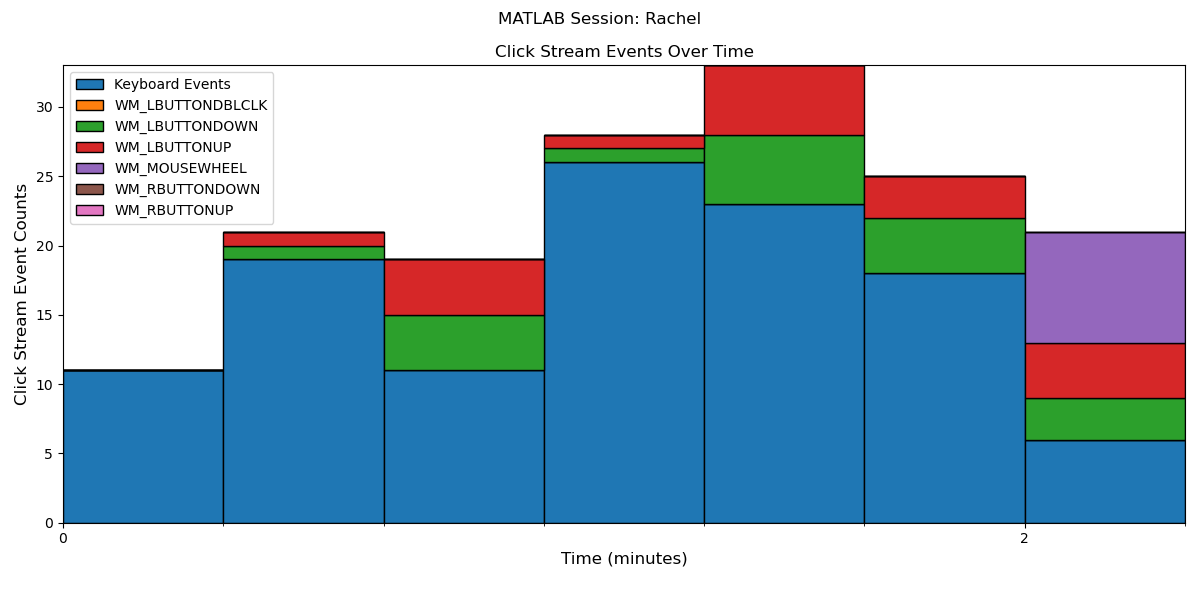 MATLAB Session: Rachel
Click Stream Events Over Time
Keyboard Events
WM_LBUTTONDBLCLK
WM_LBUTTONDOWN
WM_LBUTTONUP
WM_MOUSEWHEEL
WM_RBUTTONDOWN
WM_RBUTTONUP
Click Stream Event Counts
30
25
20
15
10
5
0
0 2
Time (minutes)